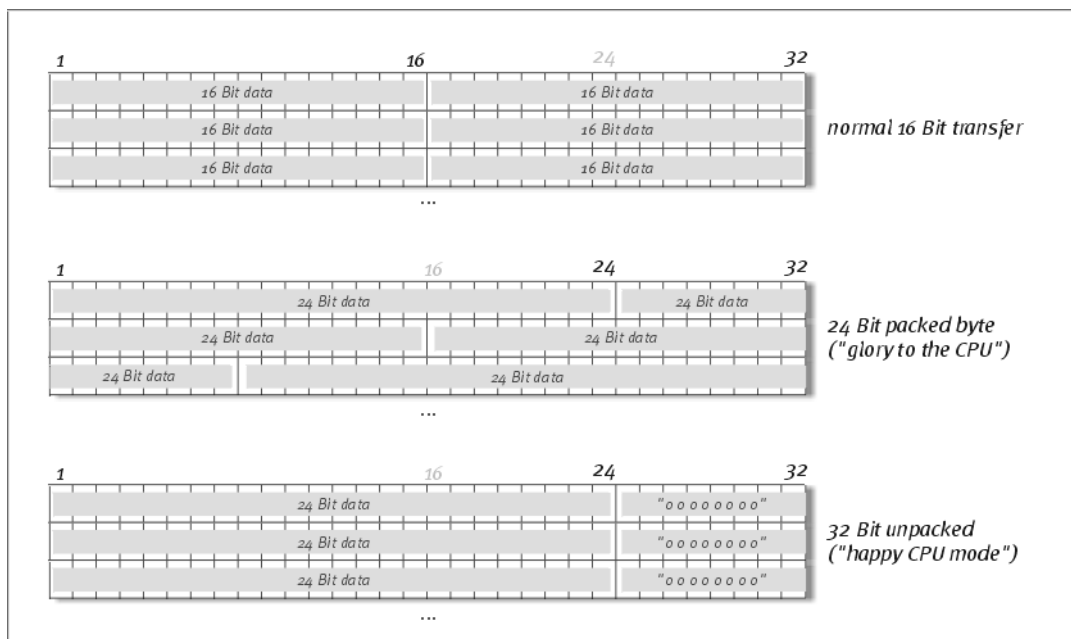 1 16 24 32
16 Bit data 16 Bit data
16 Bit data 16 Bit data
16 Bit data 16 Bit data
...
normal 16 Bit transfer
1 16 24 32
24 Bit data 24 Bit data
24 Bit data 24 Bit data
24 Bit data 24 Bit data
...
24 Bit packed byte
("glory to the CPU")
1 16 24 32
24 Bit data "0 0 0 0 0 0 0 0"
24 Bit data "0 0 0 0 0 0 0 0"
24 Bit data "0 0 0 0 0 0 0 0"
...
32 Bit unpacked
("happy CPU mode")